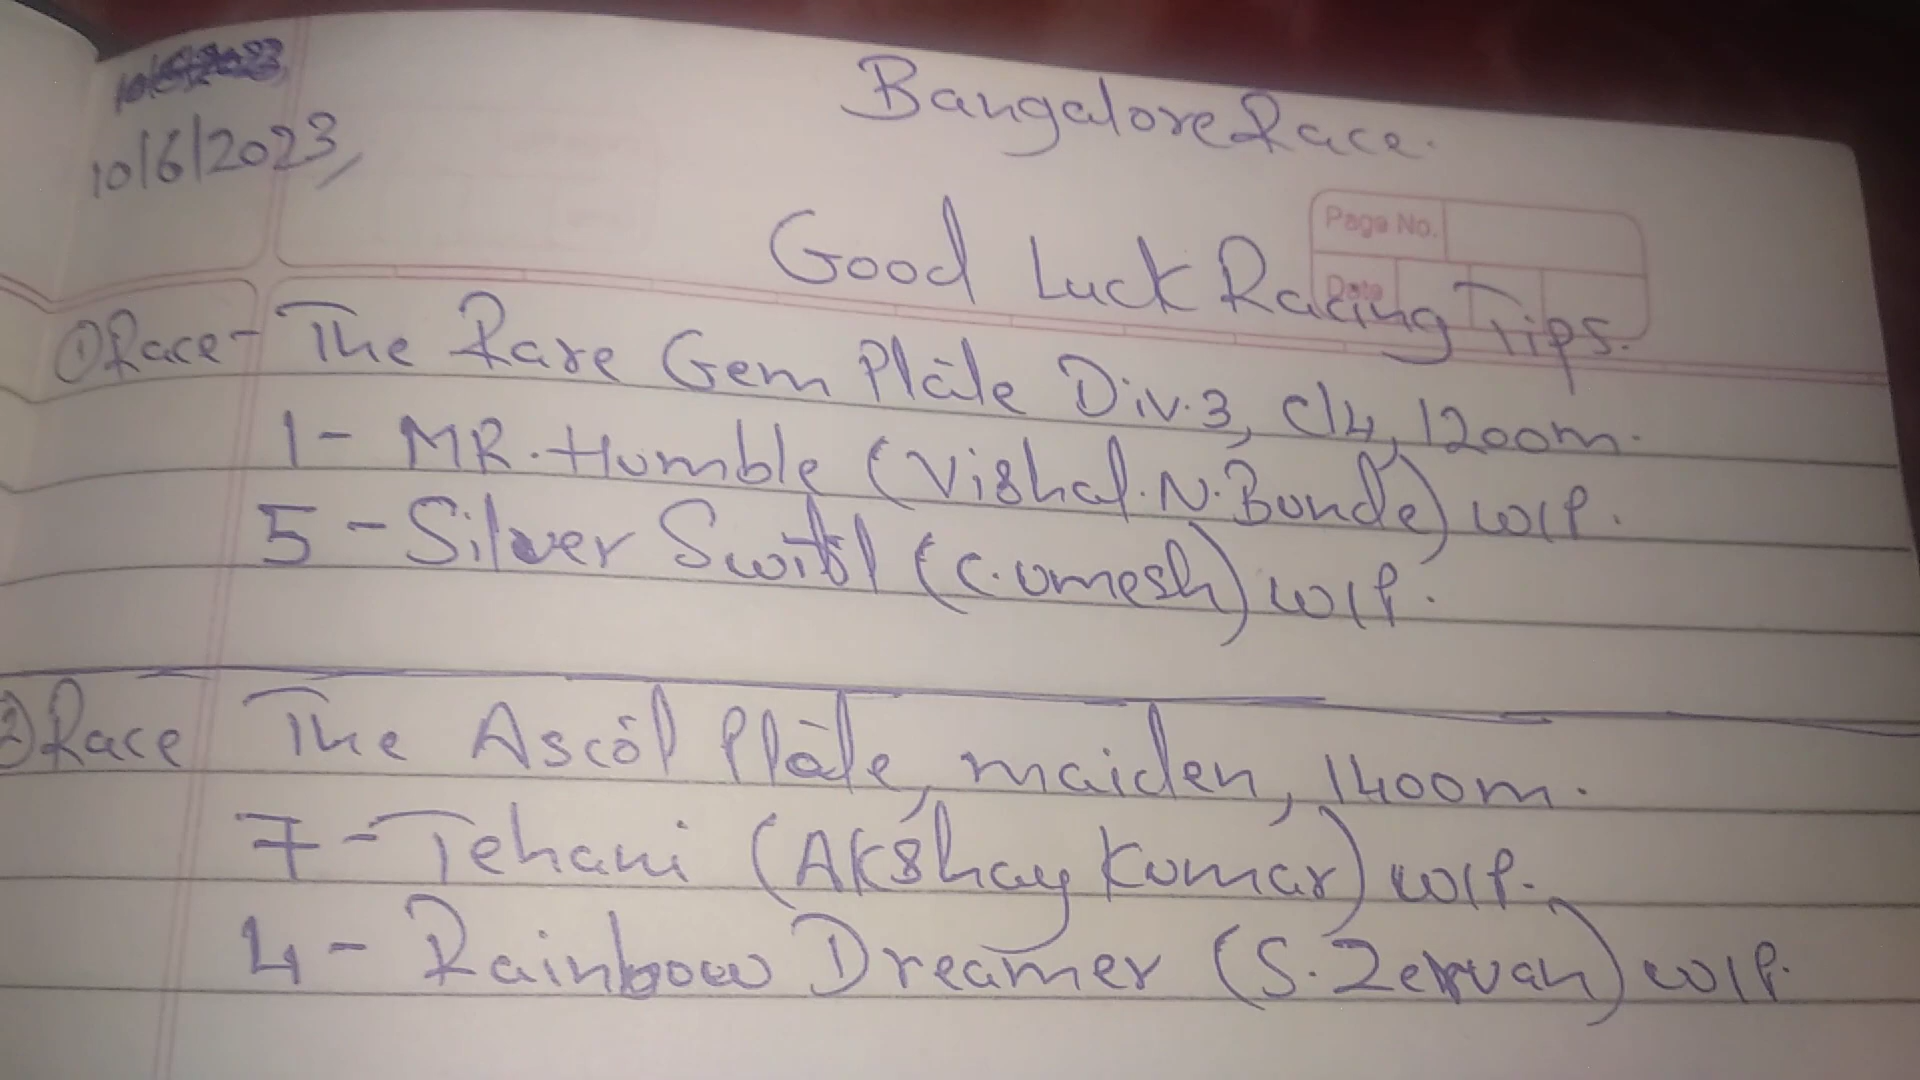 10/6/2023,
Bangalore Race.
Page No.
Date
Good Luck Racing Tips.
① Race - The Rare Gem Plate Div.3, Cl4, 1200m.
1 - MR. Humble (Vishal. N. Bunde) W/P.
5 - Silver Swift (C. Umesh) W/P.
② Race The Ascot Plate, maiden, 1400m.
7 - Tehani (Akshay Kumar) W/P.
4 - Rainbow Dreamer (S. Zervan) W/P.